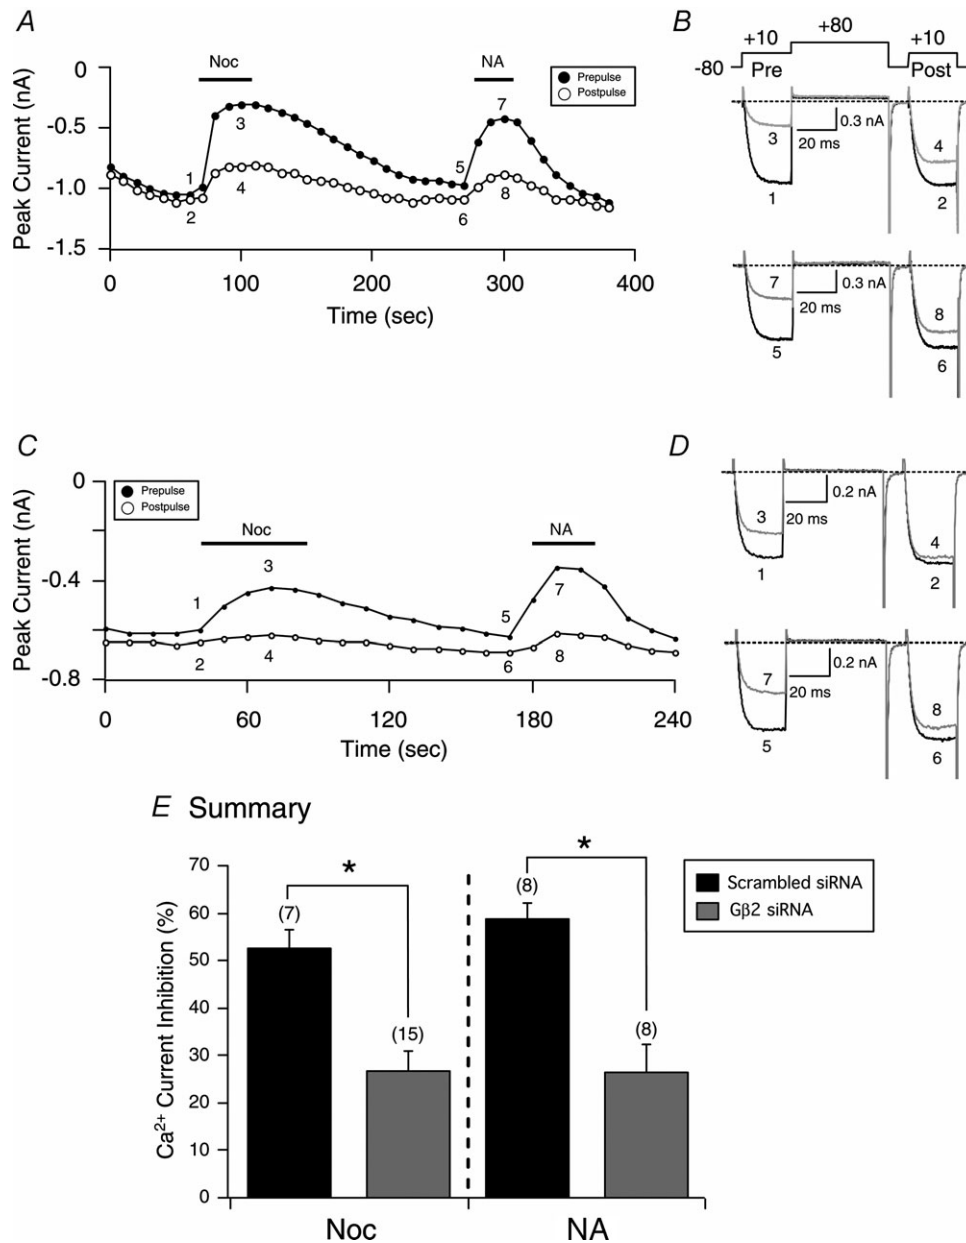 A
Noc
NA
Prepulse
Postpulse
Peak Current (nA)
0
-0.5
-1.0
-1.5
1
2
3
4
5
6
7
8
0
100
200
300
400
Time (sec)
B
+80
+10
+10
-80
Pre
Post
3
1
0.3 nA
20 ms
4
2
7
5
0.3 nA
20 ms
8
6
C
Prepulse
Postpulse
Noc
NA
Peak Current (nA)
0
-0.4
-0.8
1
2
3
4
5
6
7
8
0
60
120
180
240
Time (sec)
D
3
1
0.2 nA
20 ms
4
2
7
5
0.2 nA
20 ms
8
6
E Summary
Ca2+ Current Inhibition (%)
70
60
50
40
30
20
10
0
(7)
*
(15)
(8)
*
(8)
Scrambled siRNA
Gβ2 siRNA
Noc
NA